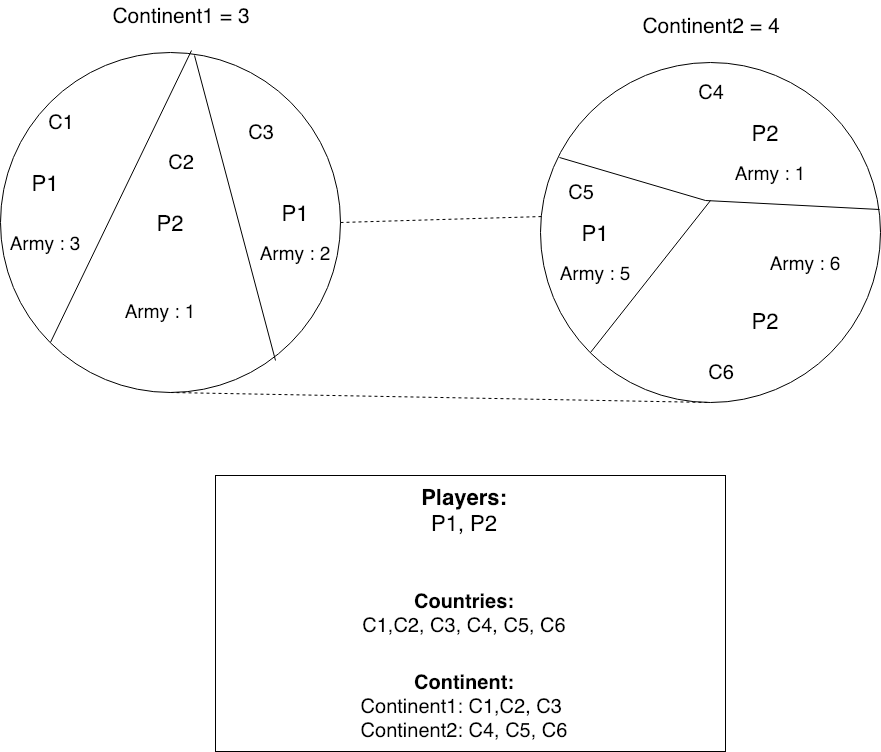 Continent1 = 3
C1
P1
Army : 3
C2
P2
Army : 1
C3
P1
Army : 2
Continent2 = 4
C4
P2
Army : 1
C5
P1
Army : 5
Army : 6
P2
C6
Players:
P1, P2
Countries:
C1,C2, C3, C4, C5, C6
Continent:
Continent1: C1,C2, C3
Continent2: C4, C5, C6